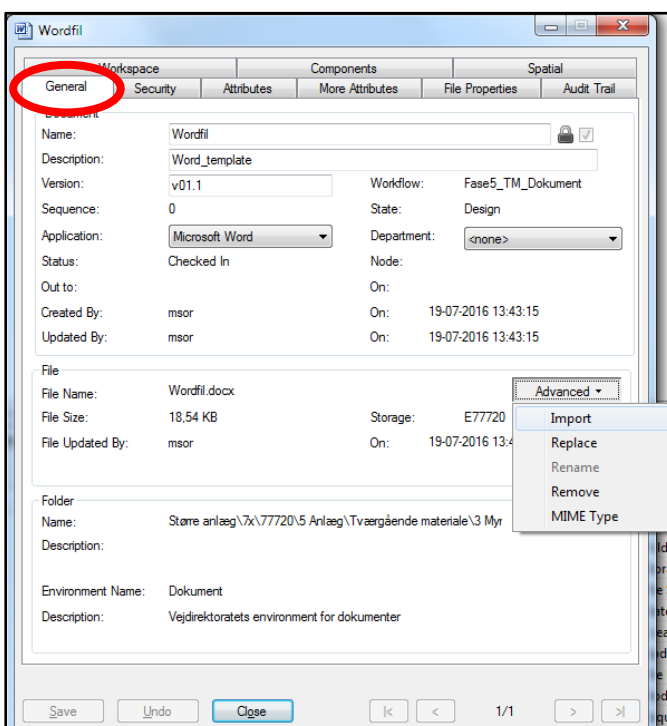 Wordfil
Workspace Components Spatial
General Security Attributes More Attributes File Properties Audit Trail
Document
Name: Wordfil
Description: Word_template
Version: v01.1 Workflow: Fase5_TM_Dokument
Sequence: 0 State: Design
Application: Microsoft Word Department: <none>
Status: Checked In Node:
Out to: On:
Created By: msor On: 19-07-2016 13:43:15
Updated By: msor On: 19-07-2016 13:43:15
File
File Name: Wordfil.docx Advanced
File Size: 18,54 KB Storage: E77720 Import
File Updated By: msor On: 19-07-2016 13:4 Replace
Rename
Remove
MIME Type
Folder
Name: Større anlæg\7x\77720\5 Anlæg\Tværgående materiale\3 Myr
Description:
Environment Name: Dokument
Description: Vejdirektoratets environment for dokumenter
Save Undo Close |< < 1/1 > >|